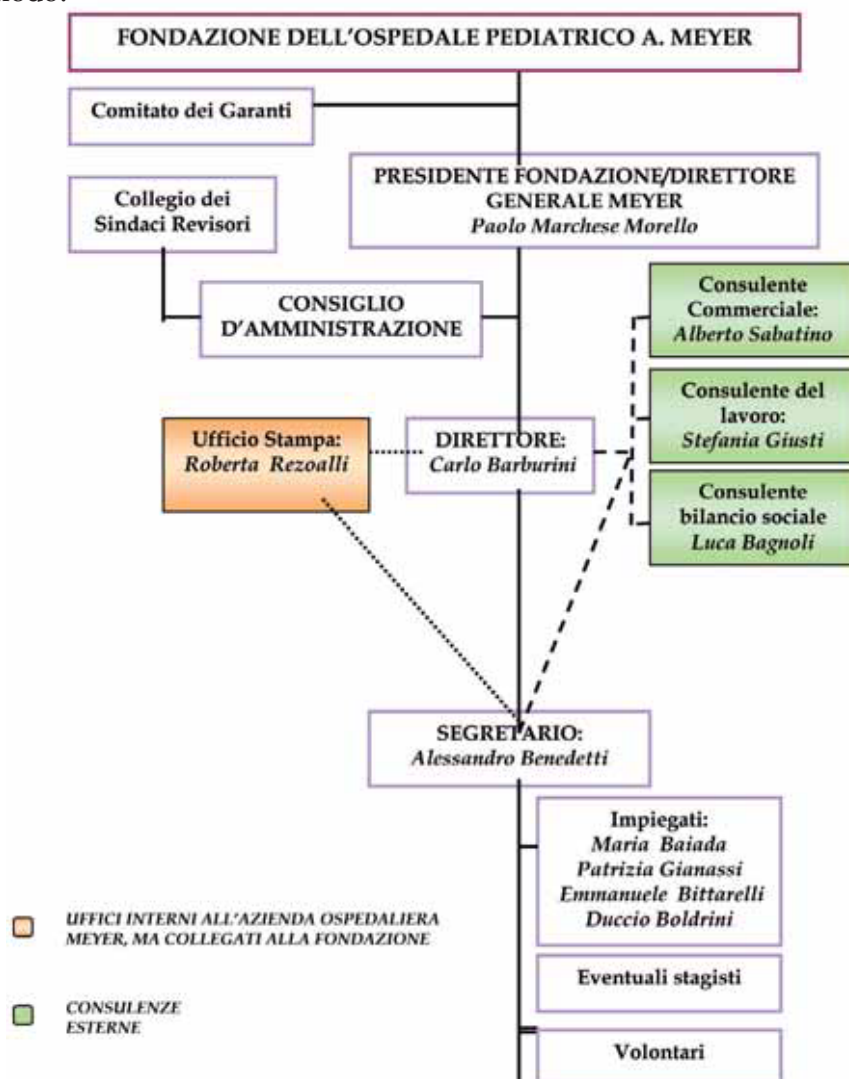 FONDAZIONE DELL'OSPEDALE PEDIATRICO A. MEYER
Comitato dei Garanti
PRESIDENTE FONDAZIONE/DIRETTORE
GENERALE MEYER
Paolo Marchese Morello
Collegio dei
Sindaci Revisori
CONSIGLIO
D'AMMINISTRAZIONE
Consulente
Commerciale:
Alberto Sabatino
Consulente del
lavoro:
Stefania Giusti
Consulente
bilancio sociale
Luca Bagnoli
Ufficio Stampa:
Roberta Rezoalli
DIRETTORE:
Carlo Barburini
SEGRETARIO:
Alessandro Benedetti
Impiegati:
Maria Baiada
Patrizia Gianassi
Emmanuele Bittarelli
Duccio Boldrini
Eventuali stagisti
Volontari
UFFICI INTERNI ALL'AZIENDA OSPEDALIERA
MEYER, MA COLLEGATI ALLA FONDAZIONE
CONSULENZE
ESTERNE